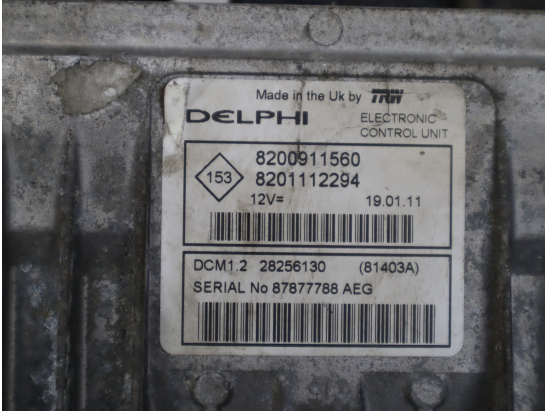 Made in the Uk by TRW
DELPHI ELECTRONIC
CONTROL UNIT
8200911560
153 8201112294
12V= 19.01.11
DCM1.2 28256130 (81403A)
SERIAL No 87877788 AEG